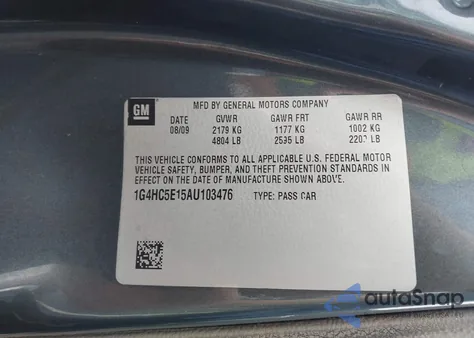 GM
MFD BY GENERAL MOTORS COMPANY
DATE GVWR GAWR FRT GAWR RR
08/09 2179 KG 1177 KG 1002 KG
4804 LB 2595 LB 2209 LB
THIS VEHICLE CONFORMS TO ALL APPLICABLE U.S. FEDERAL MOTOR
VEHICLE SAFETY, BUMPER, AND THEFT PREVENTION STANDARDS IN
EFFECT ON THE DATE OF MANUFACTURE SHOWN ABOVE.
1G4HC5E15AU103476 TYPE: PASS CAR
autoSnap